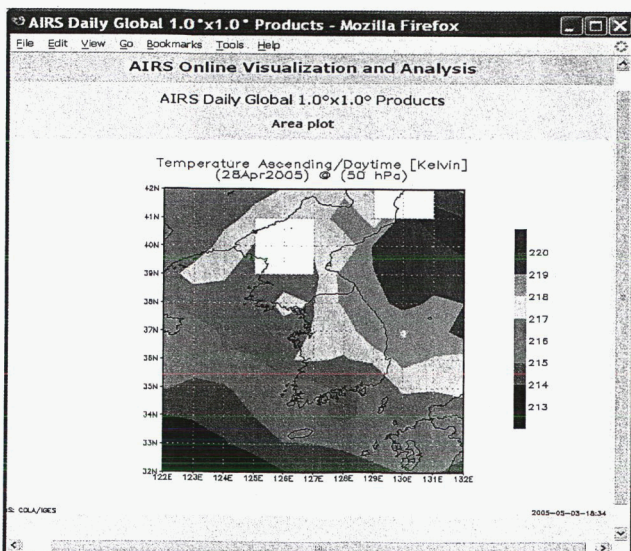 AIRS Daily Global 1.0°x1.0° Products - Mozilla Firefox
File Edit View Go Bookmarks Tools Help
AIRS Online Visualization and Analysis
AIRS Daily Global 1.0°x1.0° Products
Area plot
Temperature Ascending/Daytime [Kelvin]
(28Apr2005) @ (50 hPa)
42N
41N
40N
39N
38N
37N
36N
35N
34N
33N
32N
122E 123E 124E 125E 126E 127E 128E 129E 130E 131E 132E
220
219
218
217
216
215
214
213
S: COLA/IGES 2005-05-03-18:34